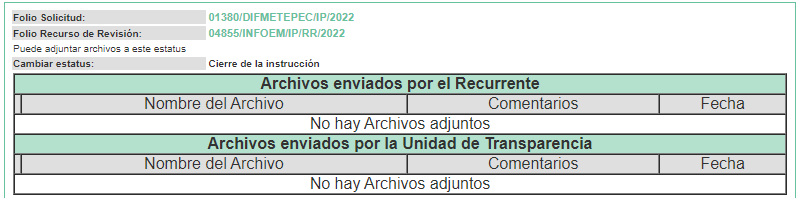 Folio Solicitud: 01380/DIFMETEPEC/IP/2022
Folio Recurso de Revisión: 04855/INFOEM/IP/RR/2022
Puede adjuntar archivos a este estatus
Cambiar estatus: Cierre de la instrucción
Archivos enviados por el Recurrente
Nombre del Archivo Comentarios Fecha
No hay Archivos adjuntos
Archivos enviados por la Unidad de Transparencia
Nombre del Archivo Comentarios Fecha
No hay Archivos adjuntos